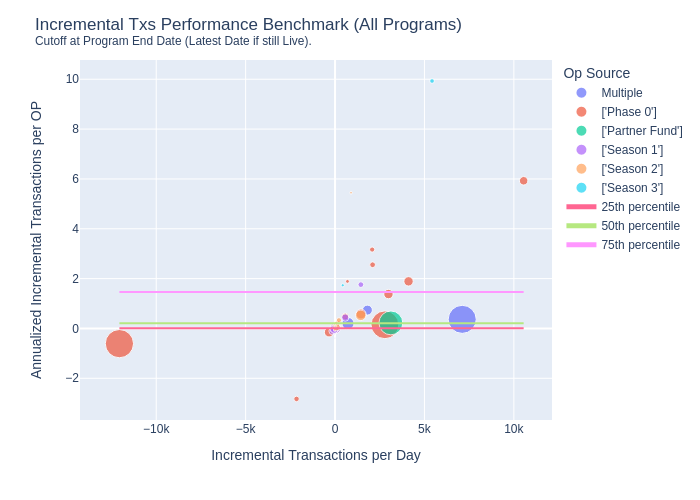 Incremental Txs Performance Benchmark (All Programs)
Cutoff at Program End Date (Latest Date if still Live).
Annualized Incremental Transactions per OP
10
8
6
4
2
0
−2
−10k
−5k
0
5k
10k
Incremental Transactions per Day
Op Source
Multiple
['Phase 0']
['Partner Fund']
['Season 1']
['Season 2']
['Season 3']
25th percentile
50th percentile
75th percentile